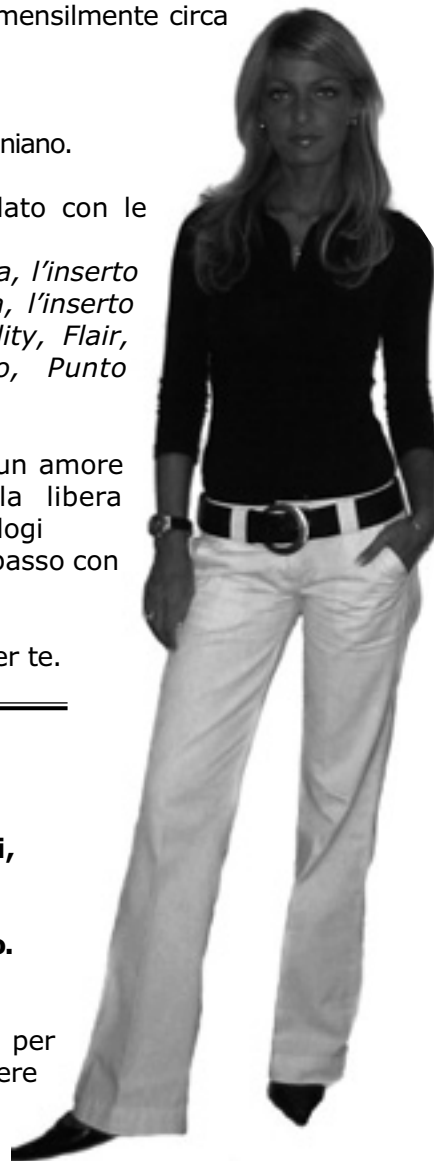 mensilmente circa
niano.
lato con le
a, l'inserto
, l'inserto
lity, Flair,
o, Punto
un amore
la libera
logi
passo con
er te.
i,
o.
per
ere